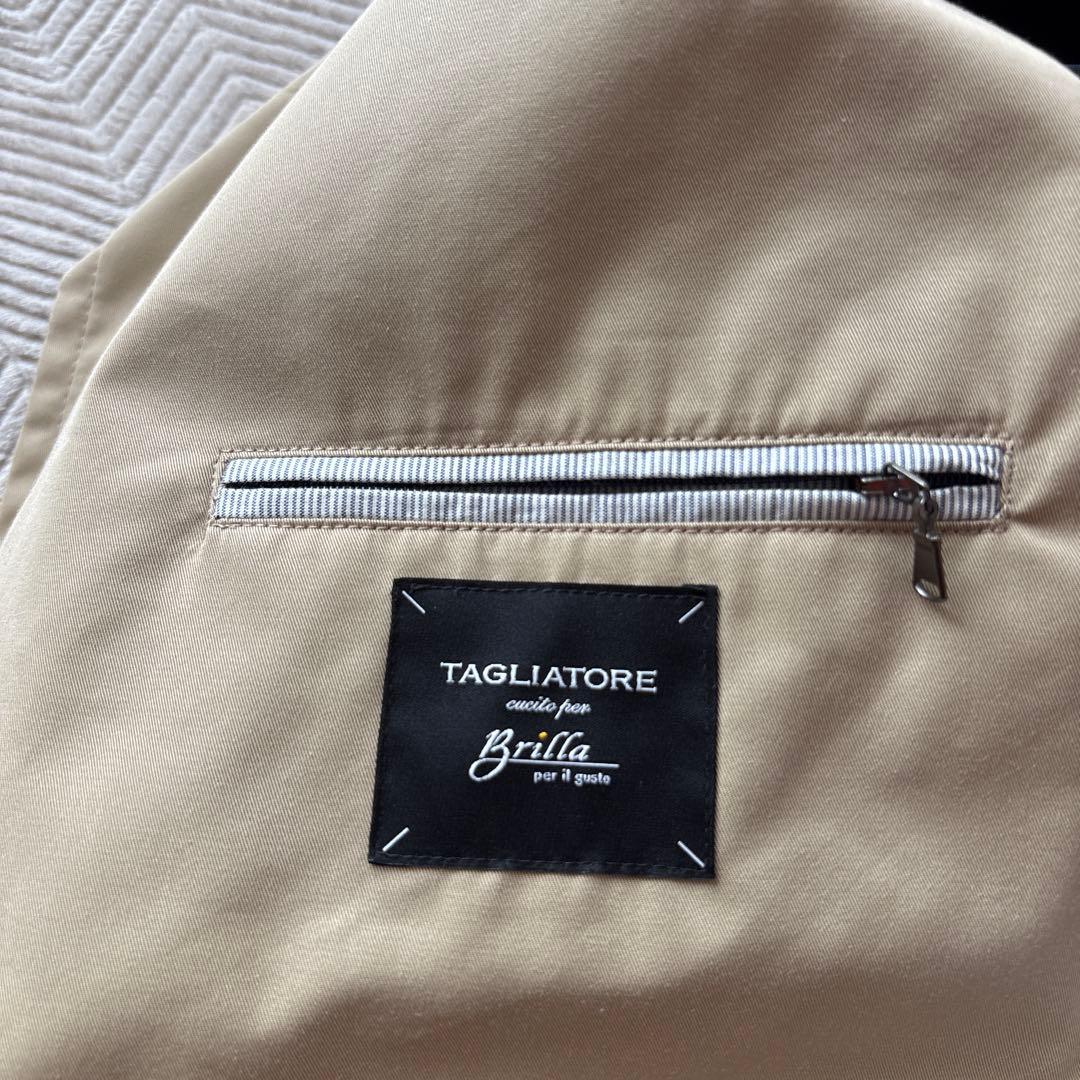 TAGLIATORE
cucito per
Brilla
per il gusto